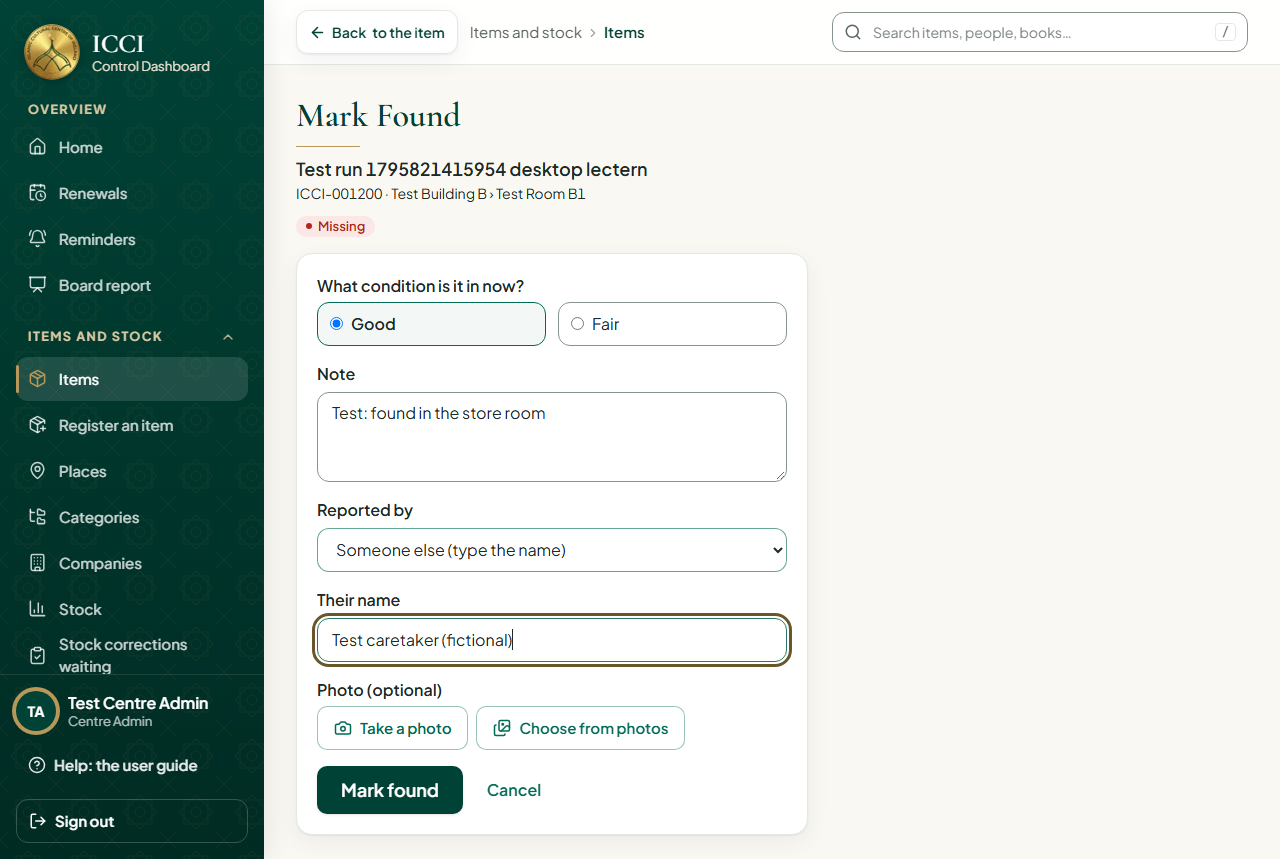 ICCI
Control Dashboard
OVERVIEW
Home
Renewals
Reminders
Board report
ITEMS AND STOCK
Items
Register an item
Places
Categories
Companies
Stock
Stock corrections
waiting
TA
Test Centre Admin
Centre Admin
Help: the user guide
Sign out
Back to the item
Items and stock › Items
Search items, people, books…
/
Mark Found
Test run 1795821415954 desktop lectern
ICCI-001200 · Test Building B › Test Room B1
Missing
What condition is it in now?
Good
Fair
Note
Test: found in the store room
Reported by
Someone else (type the name)
Their name
Test caretaker (fictional)
Photo (optional)
Take a photo
Choose from photos
Mark found
Cancel